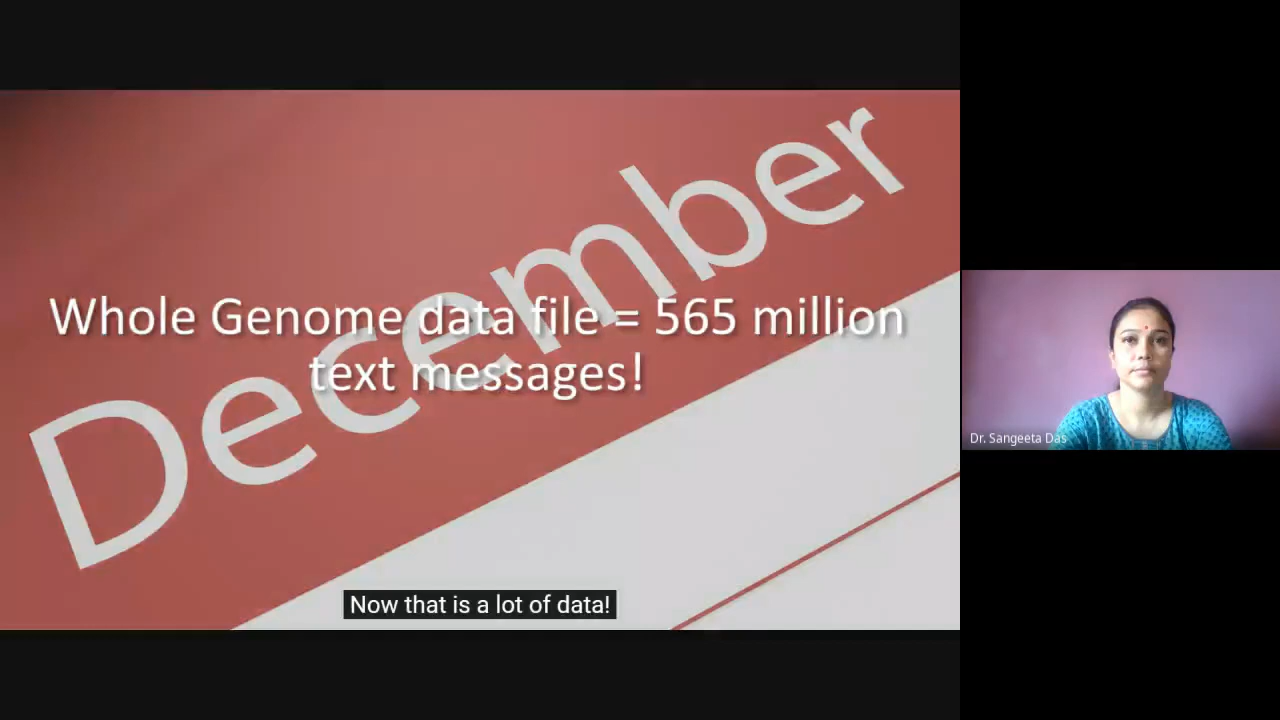 December
Whole Genome data file = 565 million
text messages!
Now that is a lot of data!
Dr. Sangeeta Das